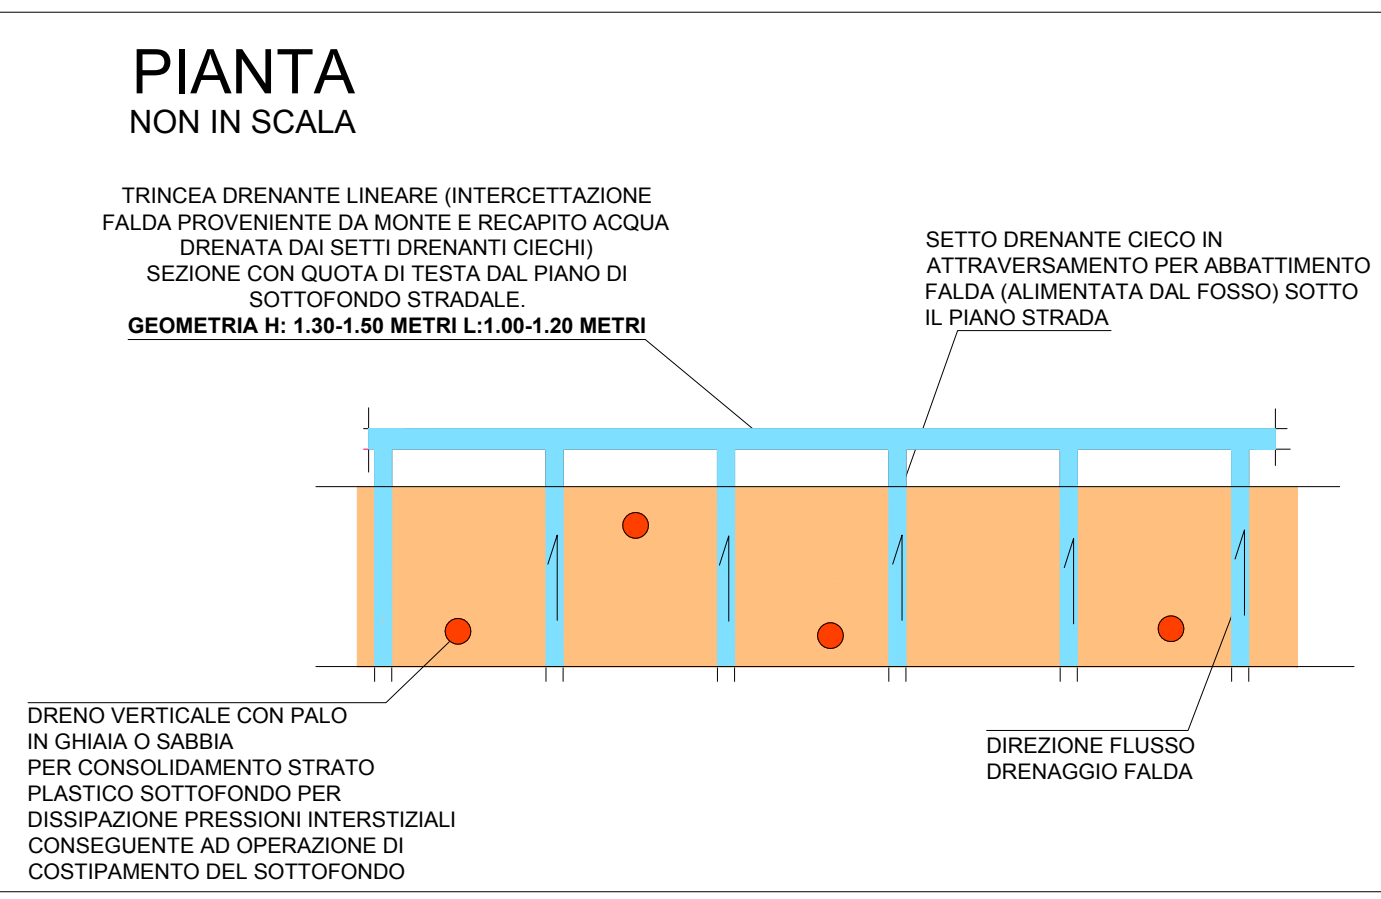 PIANTA
NON IN SCALA
TRINCEA DRENANTE LINEARE (INTERCETTAZIONE
FALDA PROVENIENTE DA MONTE E RECAPITO ACQUA
DRENATA DAI SETTI DRENANTI CIECHI)
SEZIONE CON QUOTA DI TESTA DAL PIANO DI
SOTTOFONDO STRADALE.
GEOMETRIA H: 1.30-1.50 METRI L:1.00-1.20 METRI
SETTO DRENANTE CIECO IN
ATTRAVERSAMENTO PER ABBATTIMENTO
FALDA (ALIMENTATA DAL FOSSO) SOTTO
IL PIANO STRADA
DRENO VERTICALE CON PALO
IN GHIAIA O SABBIA
PER CONSOLIDAMENTO STRATO
PLASTICO SOTTOFONDO PER
DISSIPAZIONE PRESSIONI INTERSTIZIALI
CONSEGUENTE AD OPERAZIONE DI
COSTIPAMENTO DEL SOTTOFONDO
DIREZIONE FLUSSO
DRENAGGIO FALDA